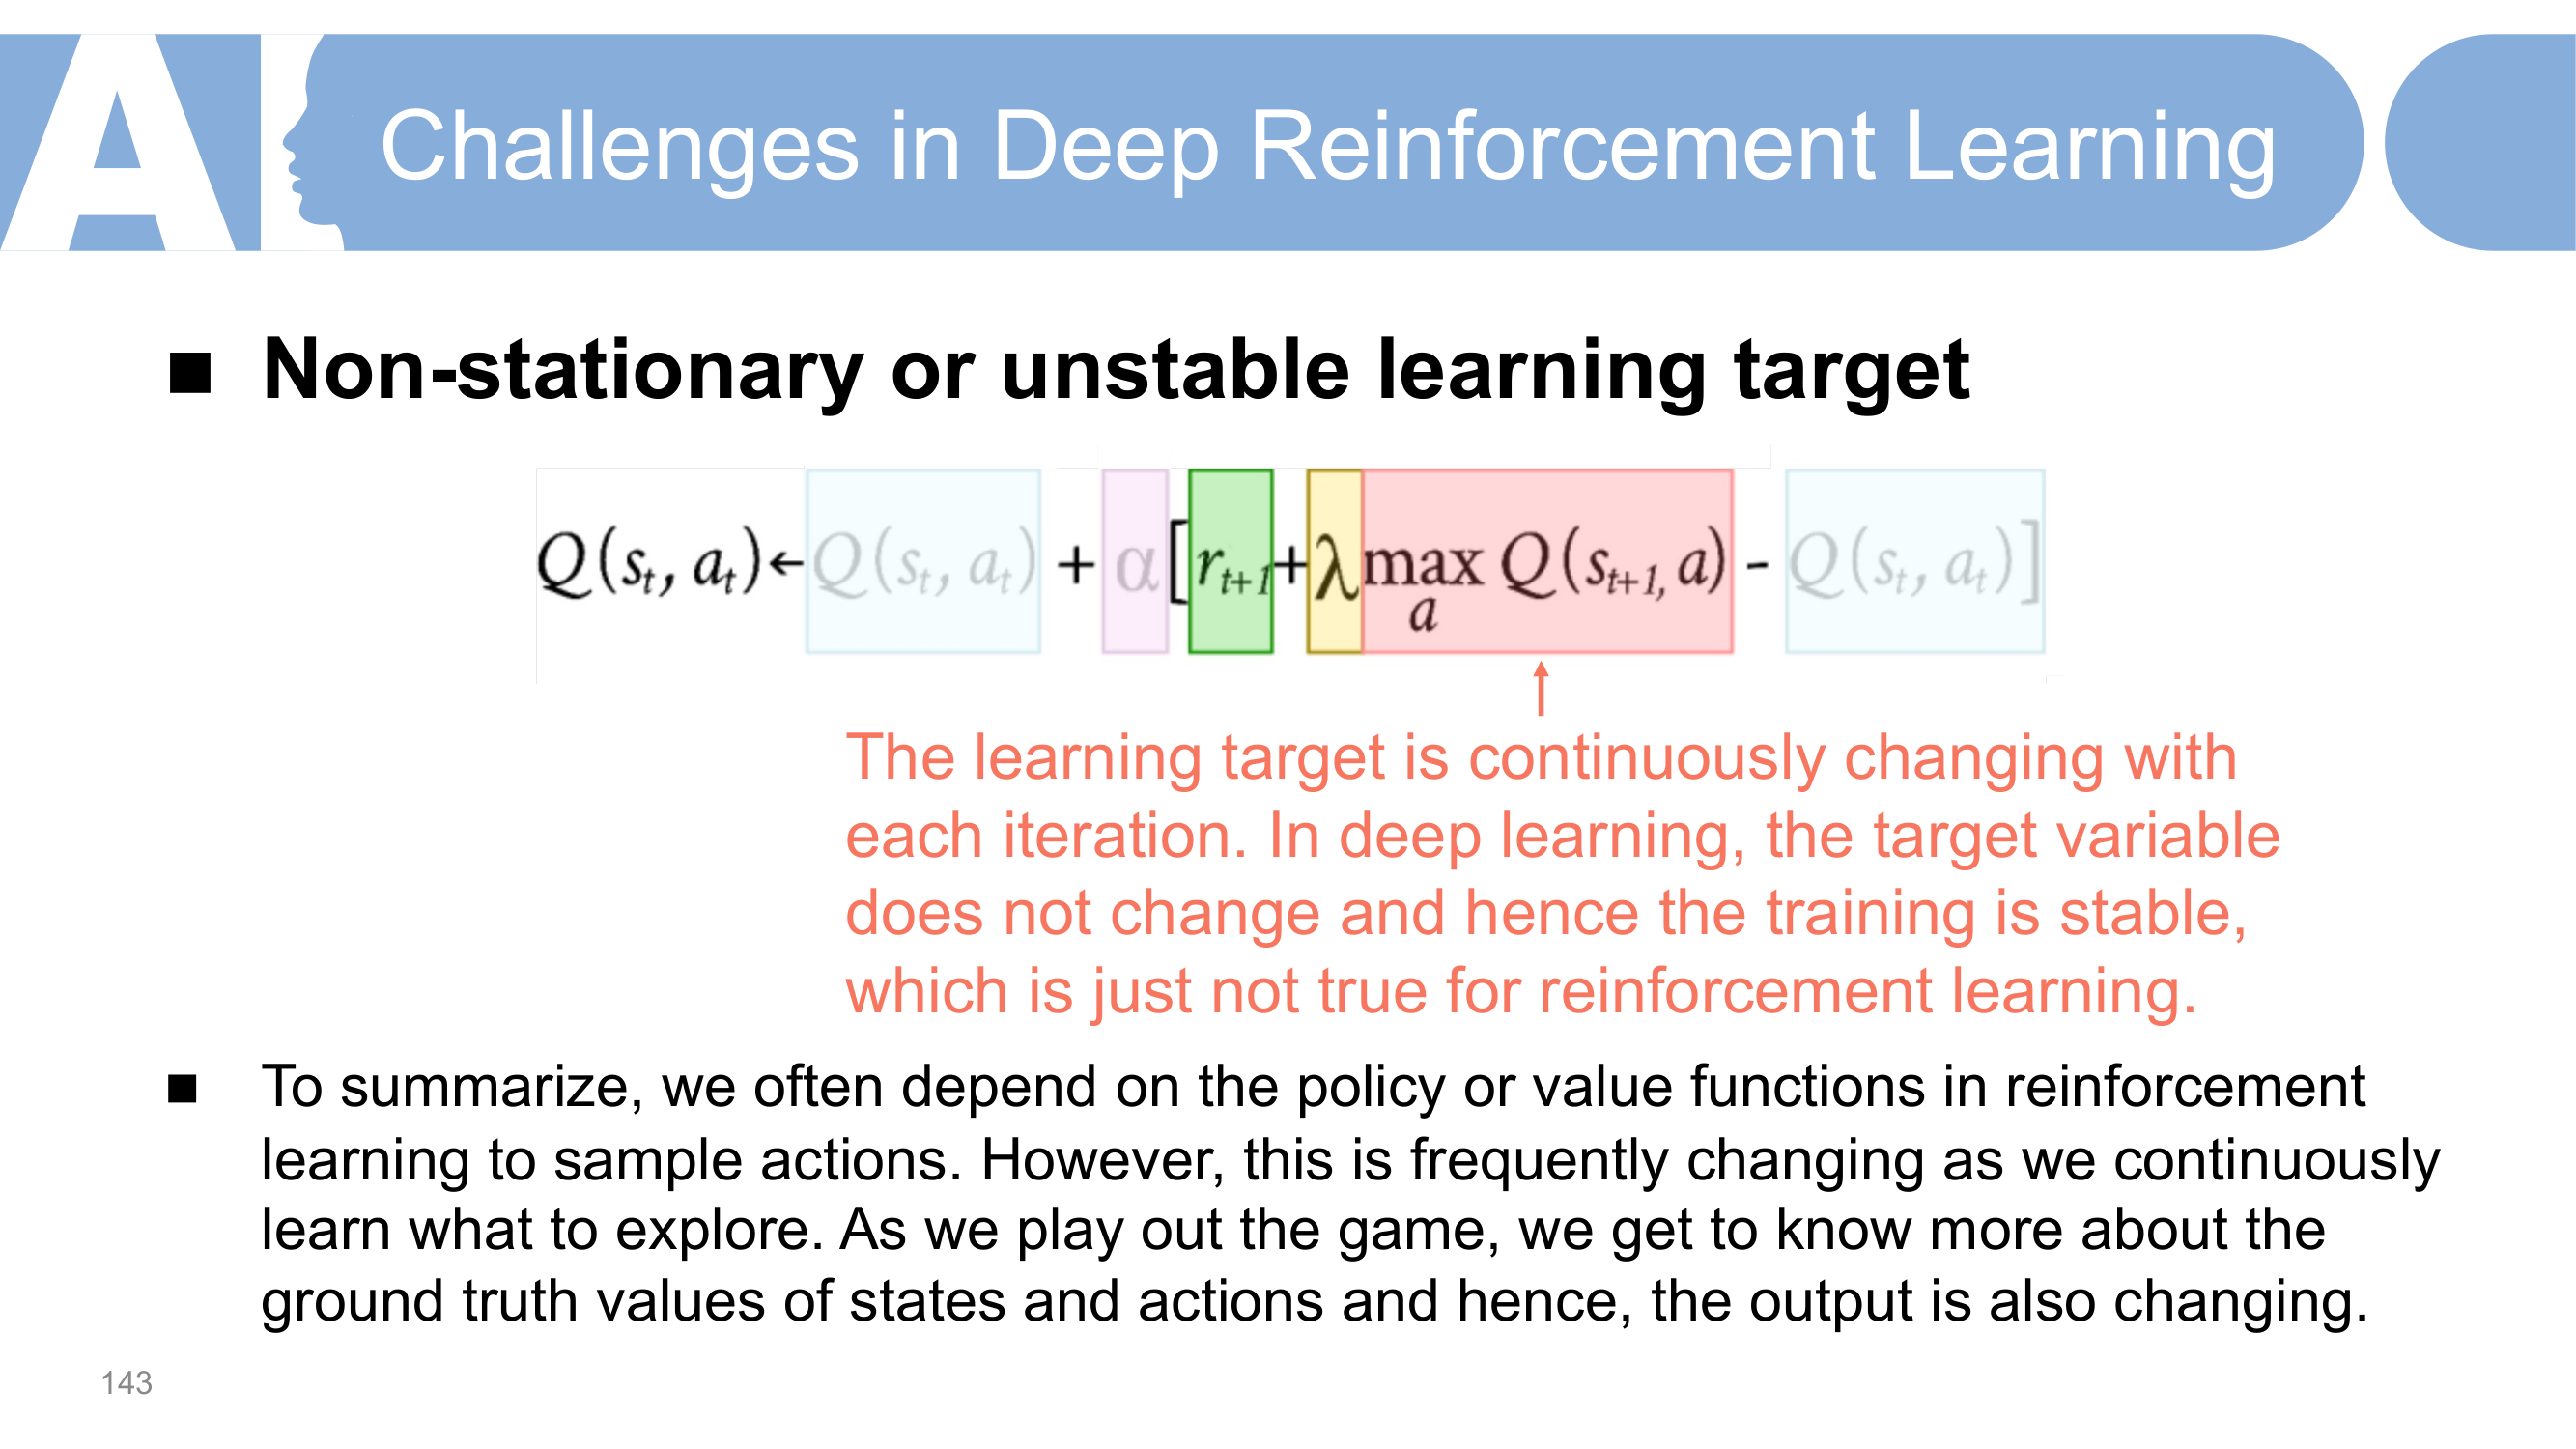 AI
Challenges in Deep Reinforcement Learning
■ Non-stationary or unstable learning target
Q(s_t, a_t)←Q(s_t, a_t) + α[r_{t+1}+λ max_a Q(s_{t+1,} a) - Q(s_t, a_t)]
The learning target is continuously changing with
each iteration. In deep learning, the target variable
does not change and hence the training is stable,
which is just not true for reinforcement learning.
■ To summarize, we often depend on the policy or value functions in reinforcement
learning to sample actions. However, this is frequently changing as we continuously
learn what to explore. As we play out the game, we get to know more about the
ground truth values of states and actions and hence, the output is also changing.
143